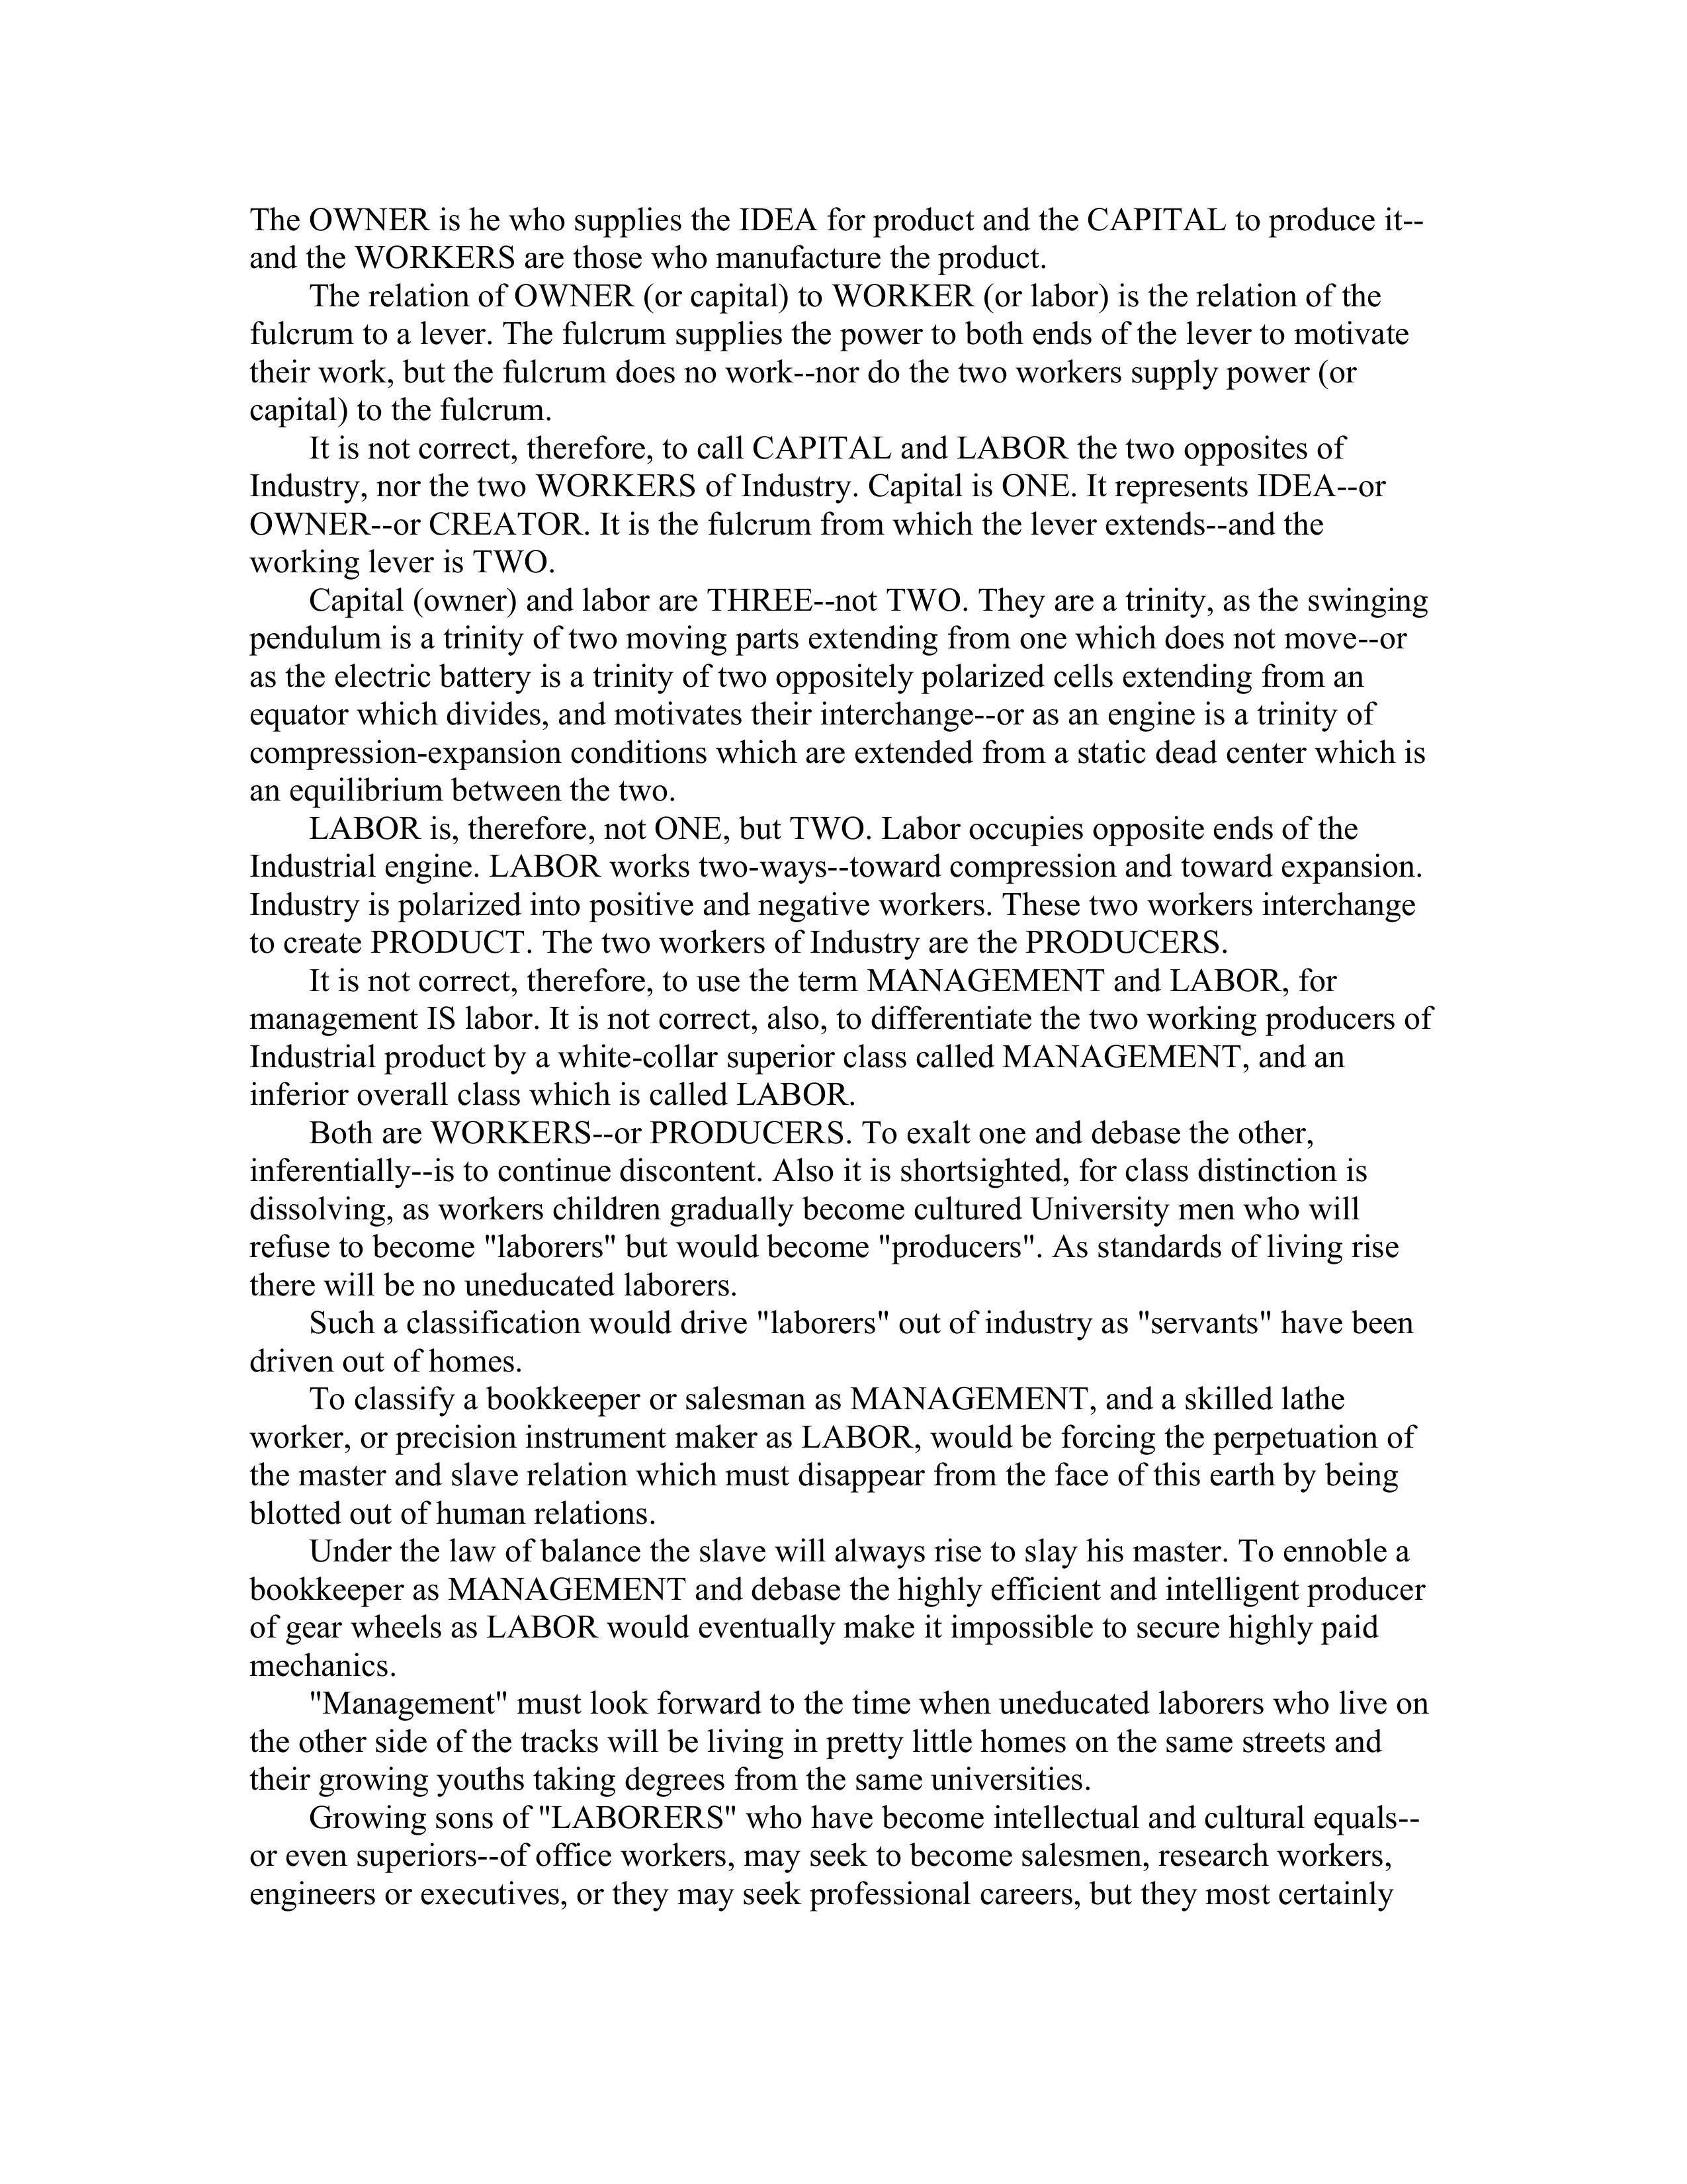 The OWNER is he who supplies the IDEA for product and the CAPITAL to produce it--
and the WORKERS are those who manufacture the product.
The relation of OWNER (or capital) to WORKER (or labor) is the relation of the
fulcrum to a lever. The fulcrum supplies the power to both ends of the lever to motivate
their work, but the fulcrum does no work--nor do the two workers supply power (or
capital) to the fulcrum.
It is not correct, therefore, to call CAPITAL and LABOR the two opposites of
Industry, nor the two WORKERS of Industry. Capital is ONE. It represents IDEA--or
OWNER--or CREATOR. It is the fulcrum from which the lever extends--and the
working lever is TWO.
Capital (owner) and labor are THREE--not TWO. They are a trinity, as the swinging
pendulum is a trinity of two moving parts extending from one which does not move--or
as the electric battery is a trinity of two oppositely polarized cells extending from an
equator which divides, and motivates their interchange--or as an engine is a trinity of
compression-expansion conditions which are extended from a static dead center which is
an equilibrium between the two.
LABOR is, therefore, not ONE, but TWO. Labor occupies opposite ends of the
Industrial engine. LABOR works two-ways--toward compression and toward expansion.
Industry is polarized into positive and negative workers. These two workers interchange
to create PRODUCT. The two workers of Industry are the PRODUCERS.
It is not correct, therefore, to use the term MANAGEMENT and LABOR, for
management IS labor. It is not correct, also, to differentiate the two working producers of
Industrial product by a white-collar superior class called MANAGEMENT, and an
inferior overall class which is called LABOR.
Both are WORKERS--or PRODUCERS. To exalt one and debase the other,
inferentially--is to continue discontent. Also it is shortsighted, for class distinction is
dissolving, as workers children gradually become cultured University men who will
refuse to become "laborers" but would become "producers". As standards of living rise
there will be no uneducated laborers.
Such a classification would drive "laborers" out of industry as "servants" have been
driven out of homes.
To classify a bookkeeper or salesman as MANAGEMENT, and a skilled lathe
worker, or precision instrument maker as LABOR, would be forcing the perpetuation of
the master and slave relation which must disappear from the face of this earth by being
blotted out of human relations.
Under the law of balance the slave will always rise to slay his master. To ennoble a
bookkeeper as MANAGEMENT and debase the highly efficient and intelligent producer
of gear wheels as LABOR would eventually make it impossible to secure highly paid
mechanics.
"Management" must look forward to the time when uneducated laborers who live on
the other side of the tracks will be living in pretty little homes on the same streets and
their growing youths taking degrees from the same universities.
Growing sons of "LABORERS" who have become intellectual and cultural equals--
or even superiors--of office workers, may seek to become salesmen, research workers,
engineers or executives, or they may seek professional careers, but they most certainly